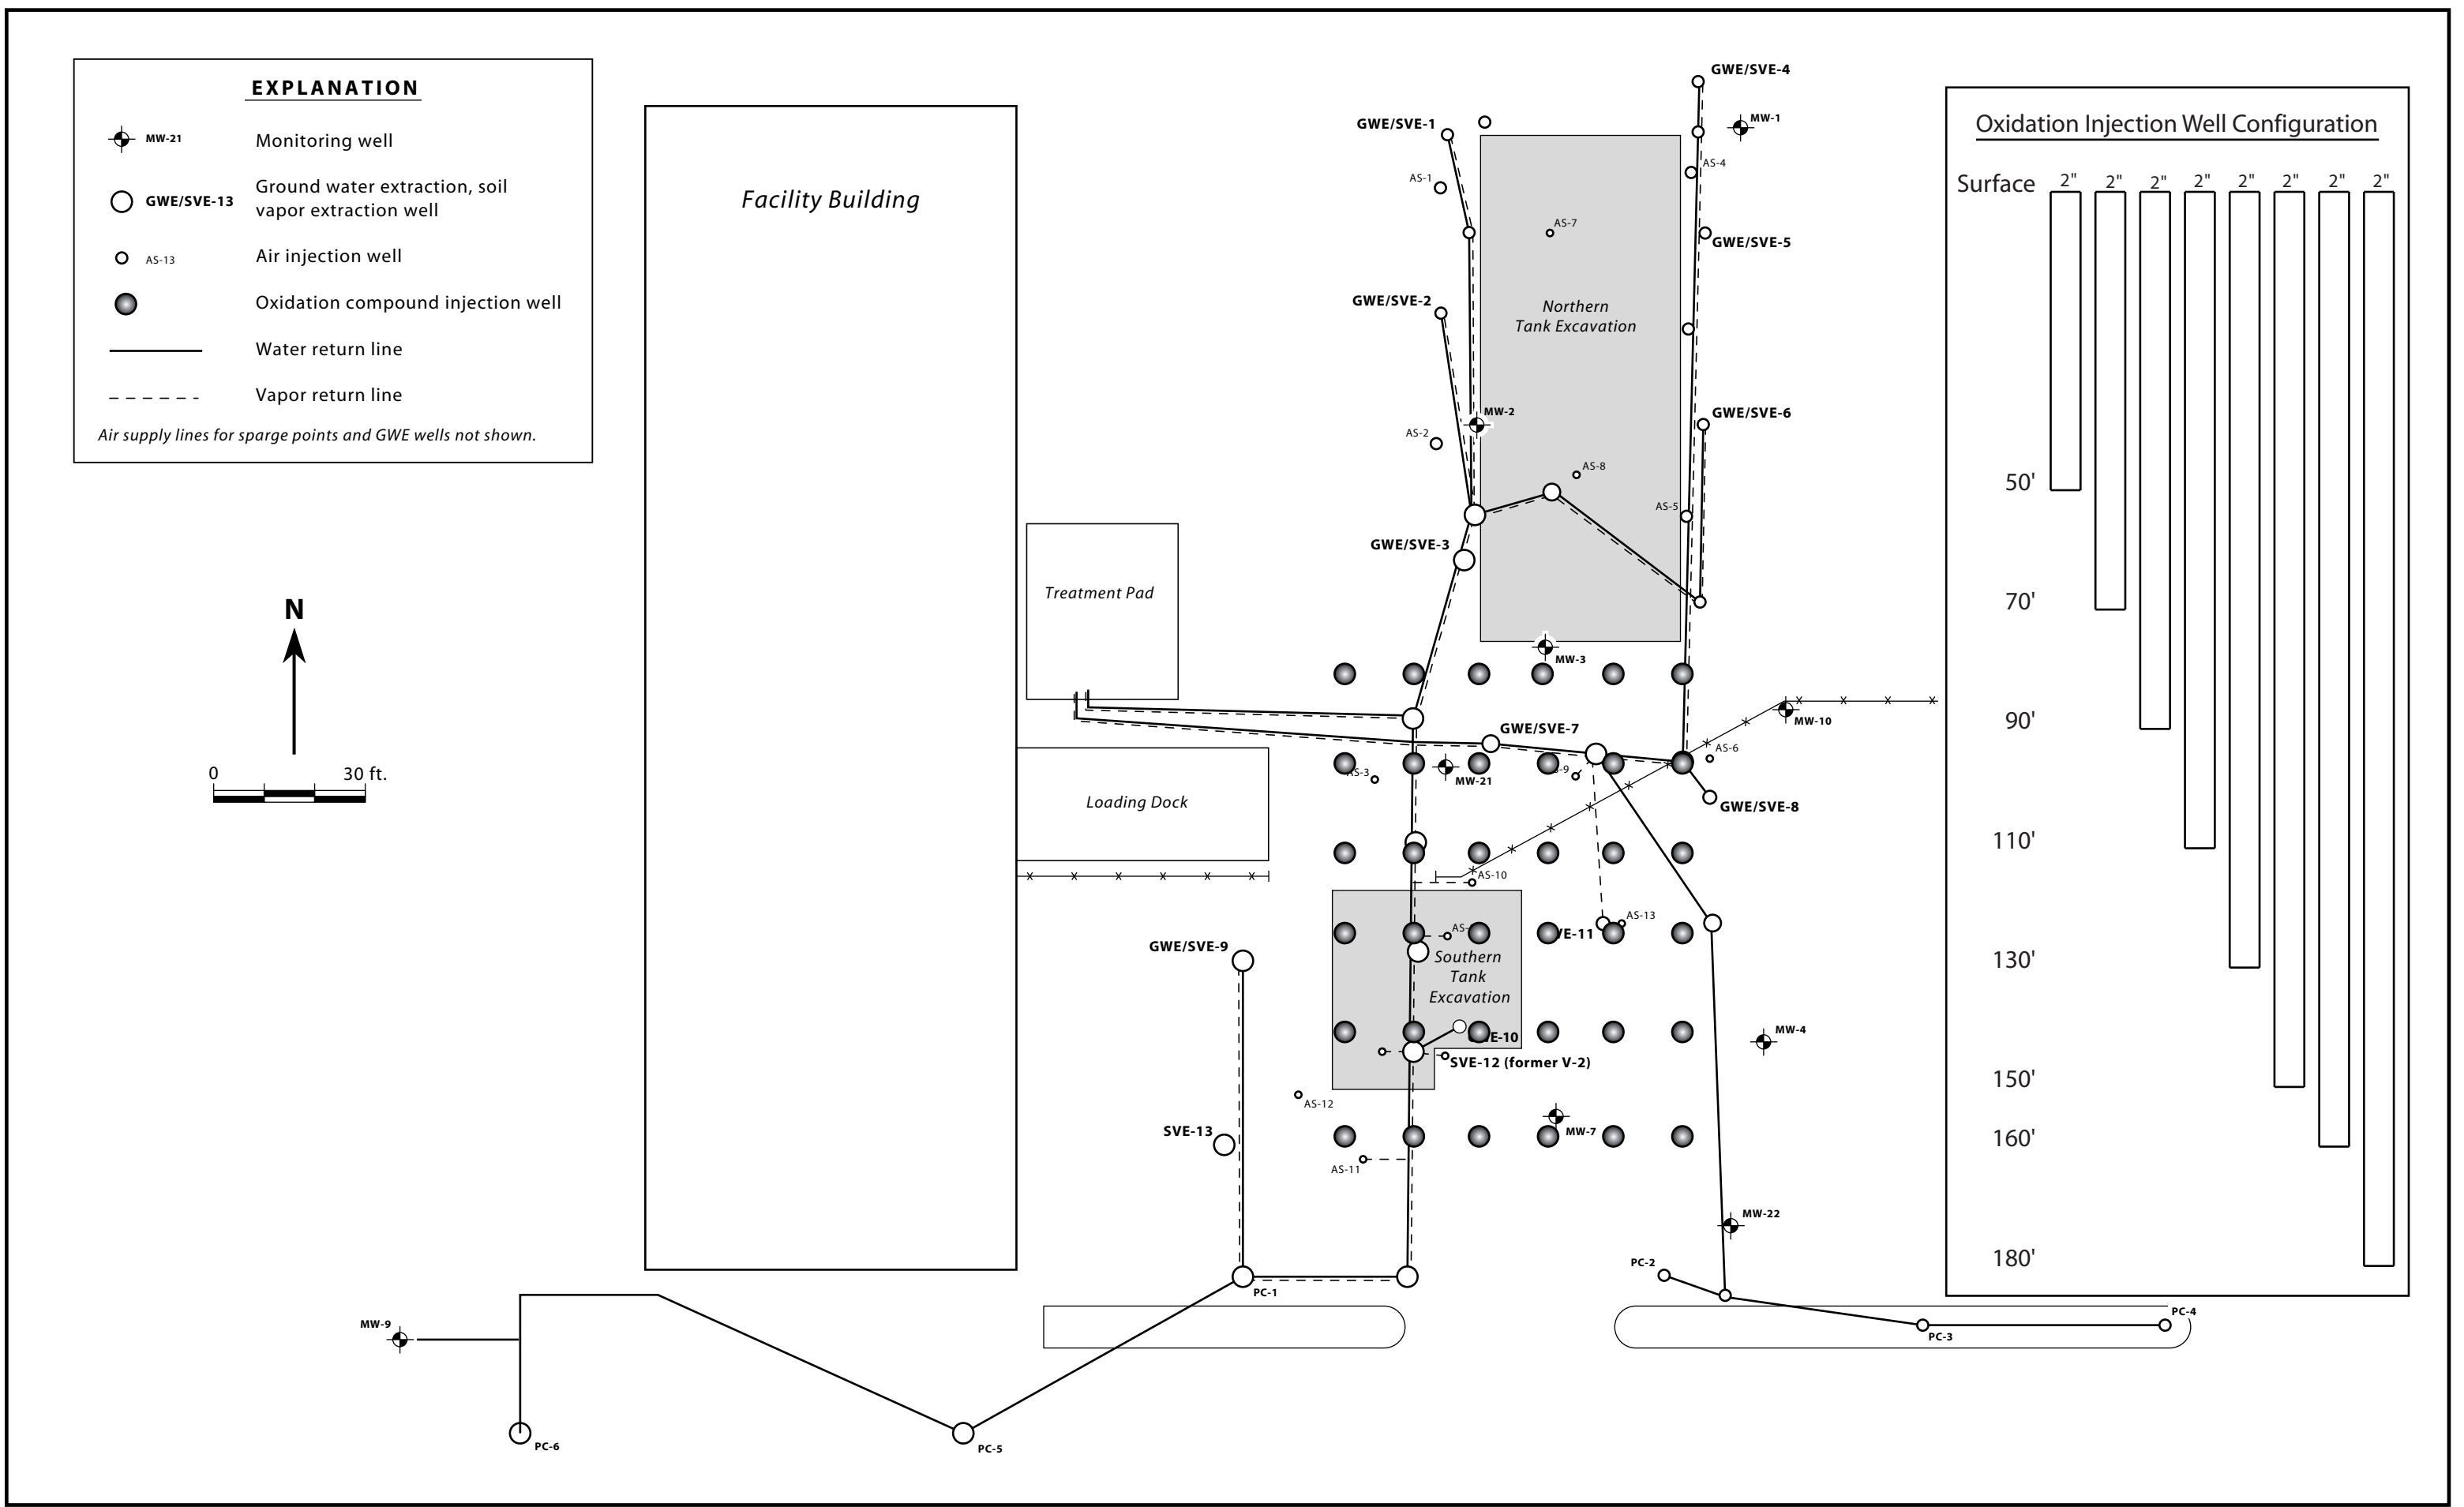 EXPLANATION
MW-21 Monitoring well
GWE/SVE-13 Ground water extraction, soil
vapor extraction well
AS-13 Air injection well
Oxidation compound injection well
Water return line
Vapor return line
Air supply lines for sparge points and GWE wells not shown.
N
0 30 ft.
Facility Building
Treatment Pad
Loading Dock
GWE/SVE-4
MW-1
GWE/SVE-1
AS-4
AS-1
AS-7
GWE/SVE-5
GWE/SVE-2
Northern
Tank Excavation
MW-2
GWE/SVE-6
AS-2
AS-8
AS-5
GWE/SVE-3
MW-3
MW-10
GWE/SVE-7
AS-6
AS-3
MW-21
-9
GWE/SVE-8
AS-10
AS-13
AS-
VE-11
GWE/SVE-9
Southern
Tank
Excavation
MW-4
E-10
SVE-12 (former V-2)
AS-12
SVE-13
MW-7
AS-11
MW-22
PC-2
PC-1
PC-4
MW-9
PC-3
PC-6
PC-5
Oxidation Injection Well Configuration
Surface 2" 2" 2" 2" 2" 2" 2" 2"
50'
70'
90'
110'
130'
150'
160'
180'